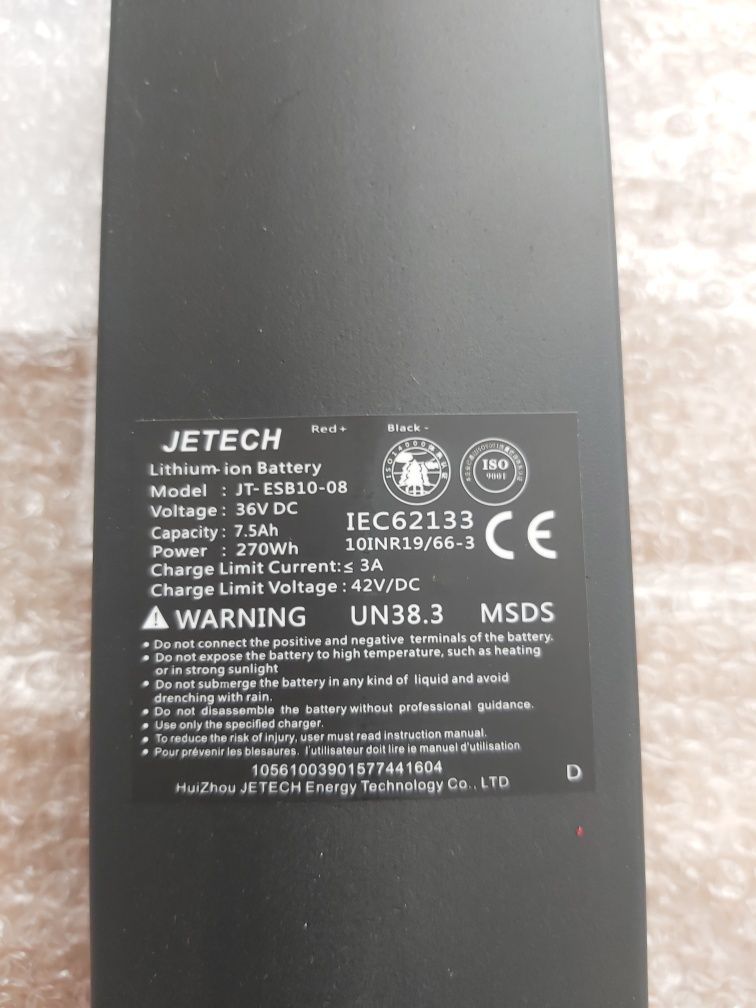 JETECH
Red + Black -
Lithium-ion Battery
Model : JT-ESB10-08
Voltage : 36V DC
Capacity : 7.5Ah
Power : 270Wh
ISO14000
ISO
9001
IEC62133
10INR19/66-3
CE
Charge Limit Current:≤ 3A
Charge Limit Voltage : 42V/DC
WARNING UN38.3 MSDS
• Do not connect the positive and negative terminals of the battery.
• Do not expose the battery to high temperature, such as heating
or in strong sunlight
• Do not submerge the battery in any kind of liquid and avoid
drenching with rain.
• Do not disassemble the battery without professional guidance.
• Use only the specified charger.
• To reduce the risk of injury, user must read instruction manual.
• Pour prévenir les blesaures. l'utilisateur doit lire ie manuel d'utilisation
10561003901577441604
HuiZhou JETECH Energy Technology Co., LTD
D